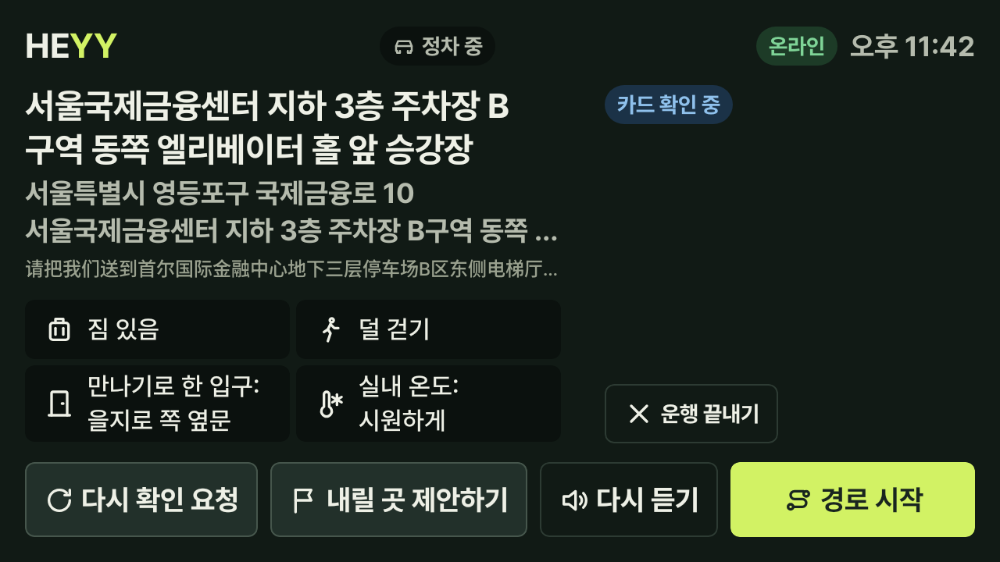 HEYY
정차 중
온라인
오후 11:42
서울국제금융센터 지하 3층 주차장 B
구역 동쪽 엘리베이터 홀 앞 승강장
카드 확인 중
서울특별시 영등포구 국제금융로 10
서울국제금융센터 지하 3층 주차장 B구역 동쪽 ...
请把我们送到首尔国际金融中心地下三层停车场B区东侧电梯厅...
짐 있음
덜 걷기
만나기로 한 입구:
을지로 쪽 옆문
실내 온도:
시원하게
운행 끝내기
다시 확인 요청
내릴 곳 제안하기
다시 듣기
경로 시작